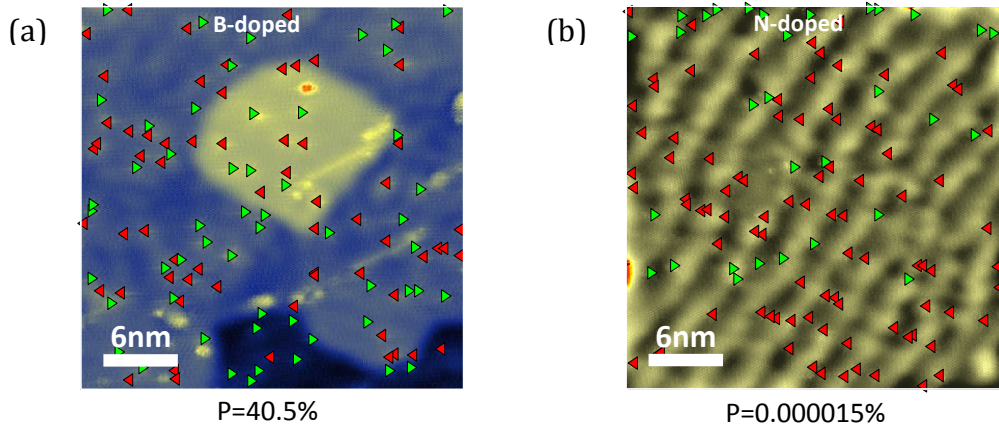 (a)
B-doped
6nm
P=40.5%
(b)
N-doped
6nm
P=0.000015%